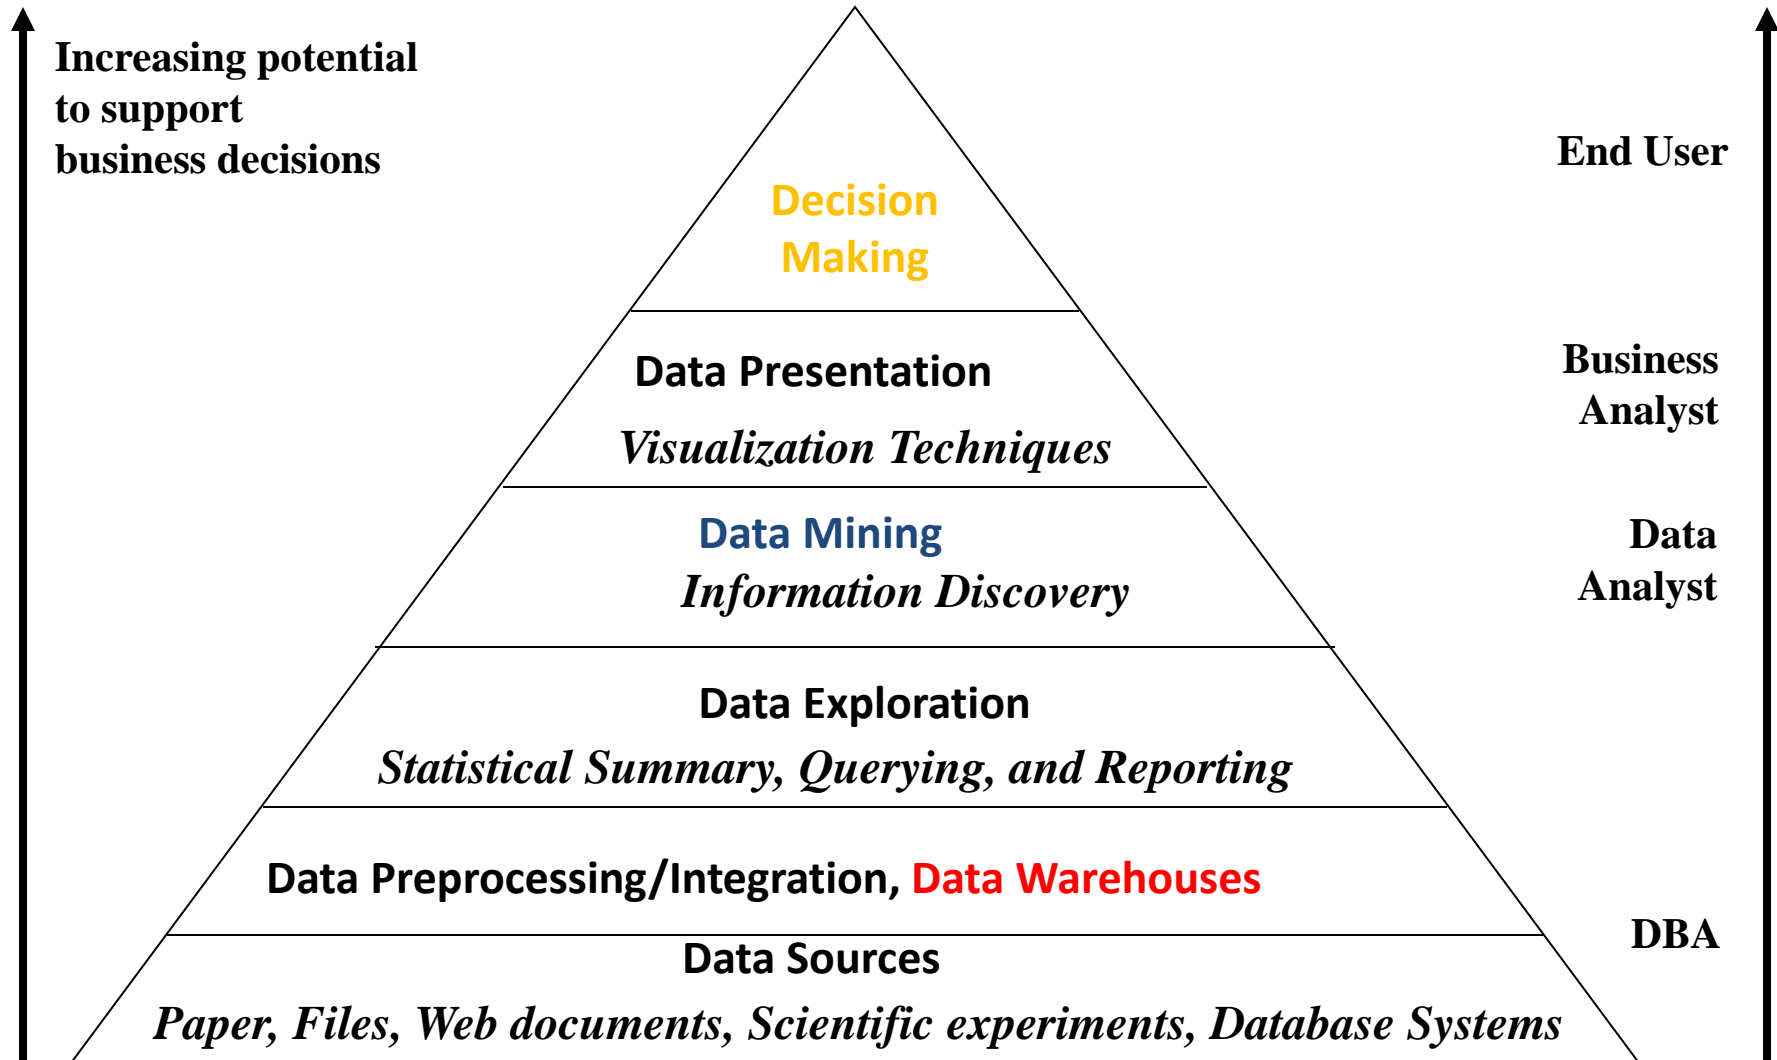 Increasing potential
to support
business decisions
End User
Decision
Making
Data Presentation
Visualization Techniques
Business
Analyst
Data Mining
Information Discovery
Data
Analyst
Data Exploration
Statistical Summary, Querying, and Reporting
Data Preprocessing/Integration, Data Warehouses
DBA
Data Sources
Paper, Files, Web documents, Scientific experiments, Database Systems